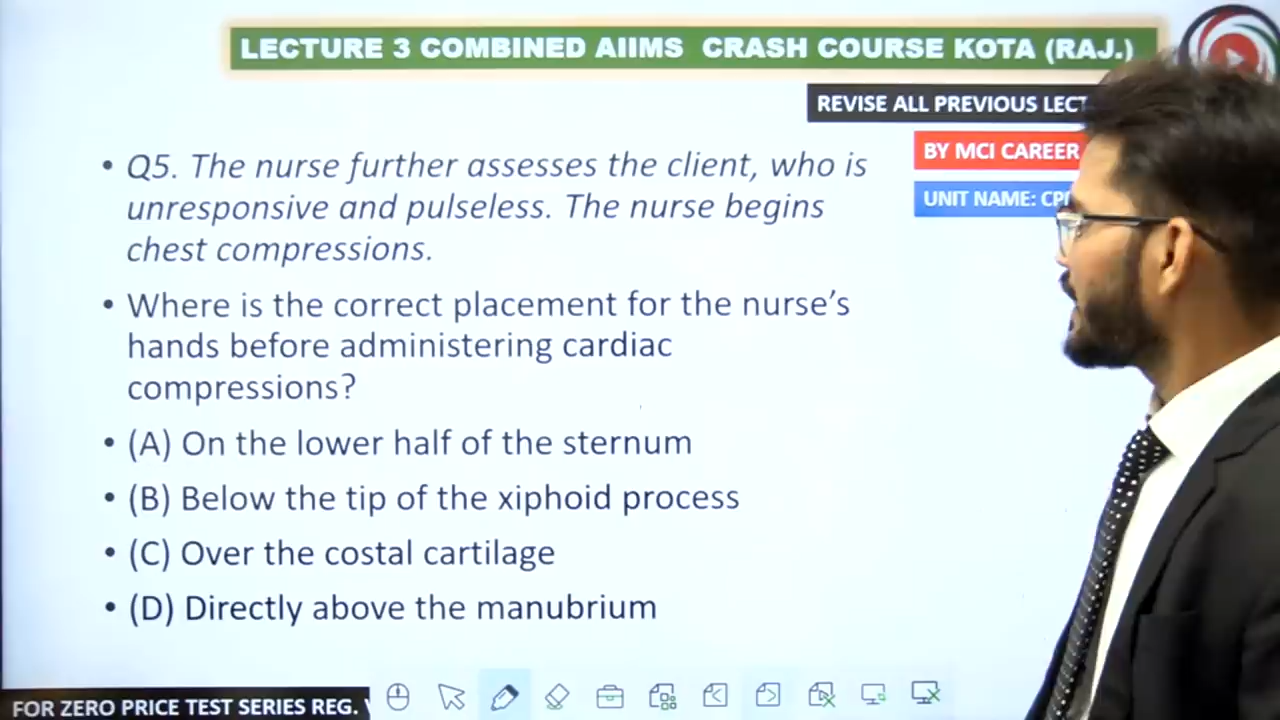 LECTURE 3 COMBINED AIIMS CRASH COURSE KOTA (RAJ.)
REVISE ALL PREVIOUS
BY MCI CAREER
UNIT NAME:
• Q5. The nurse further assesses the client, who is
unresponsive and pulseless. The nurse begins
chest compressions.
• Where is the correct placement for the nurse's
hands before administering cardiac
compressions?
• (A) On the lower half of the sternum
• (B) Below the tip of the xiphoid process
• (C) Over the costal cartilage
• (D) Directly above the manubrium
FOR ZERO PRICE TEST SERIES REG.